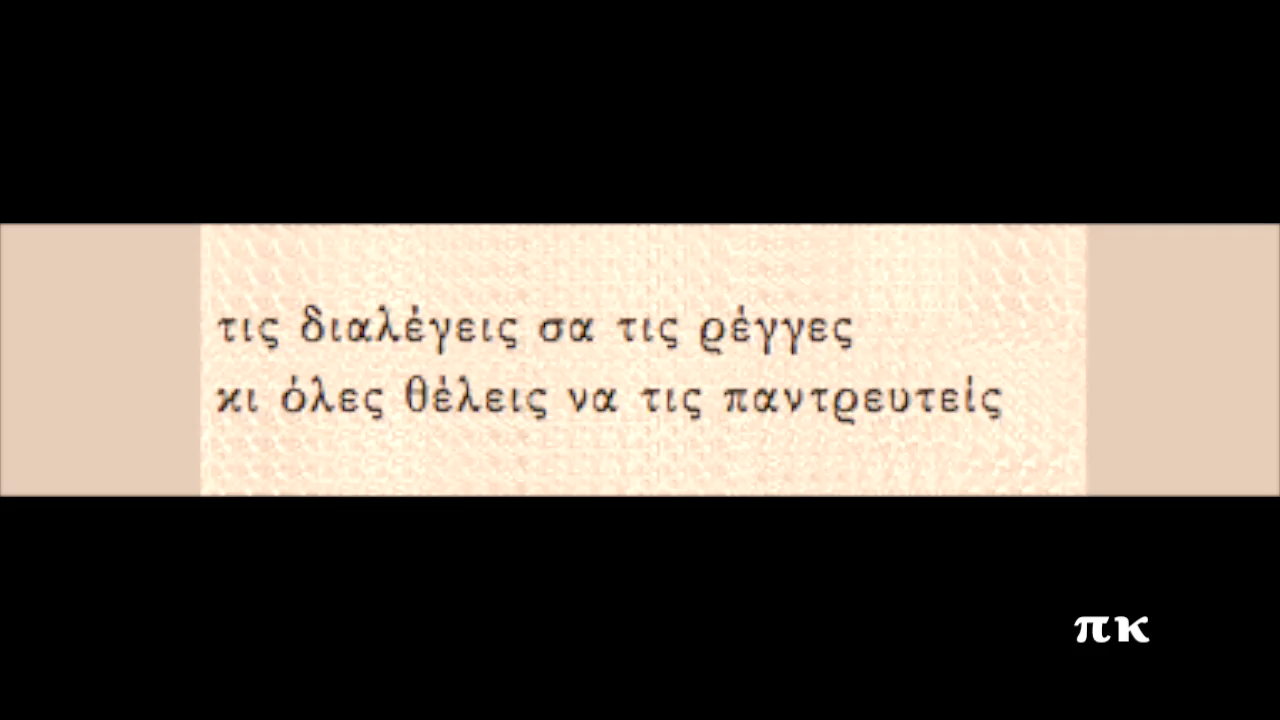 τις διαλέγεις σα τις ρέγγες
κι όλες θέλεις να τις παντρευτείς
πκ